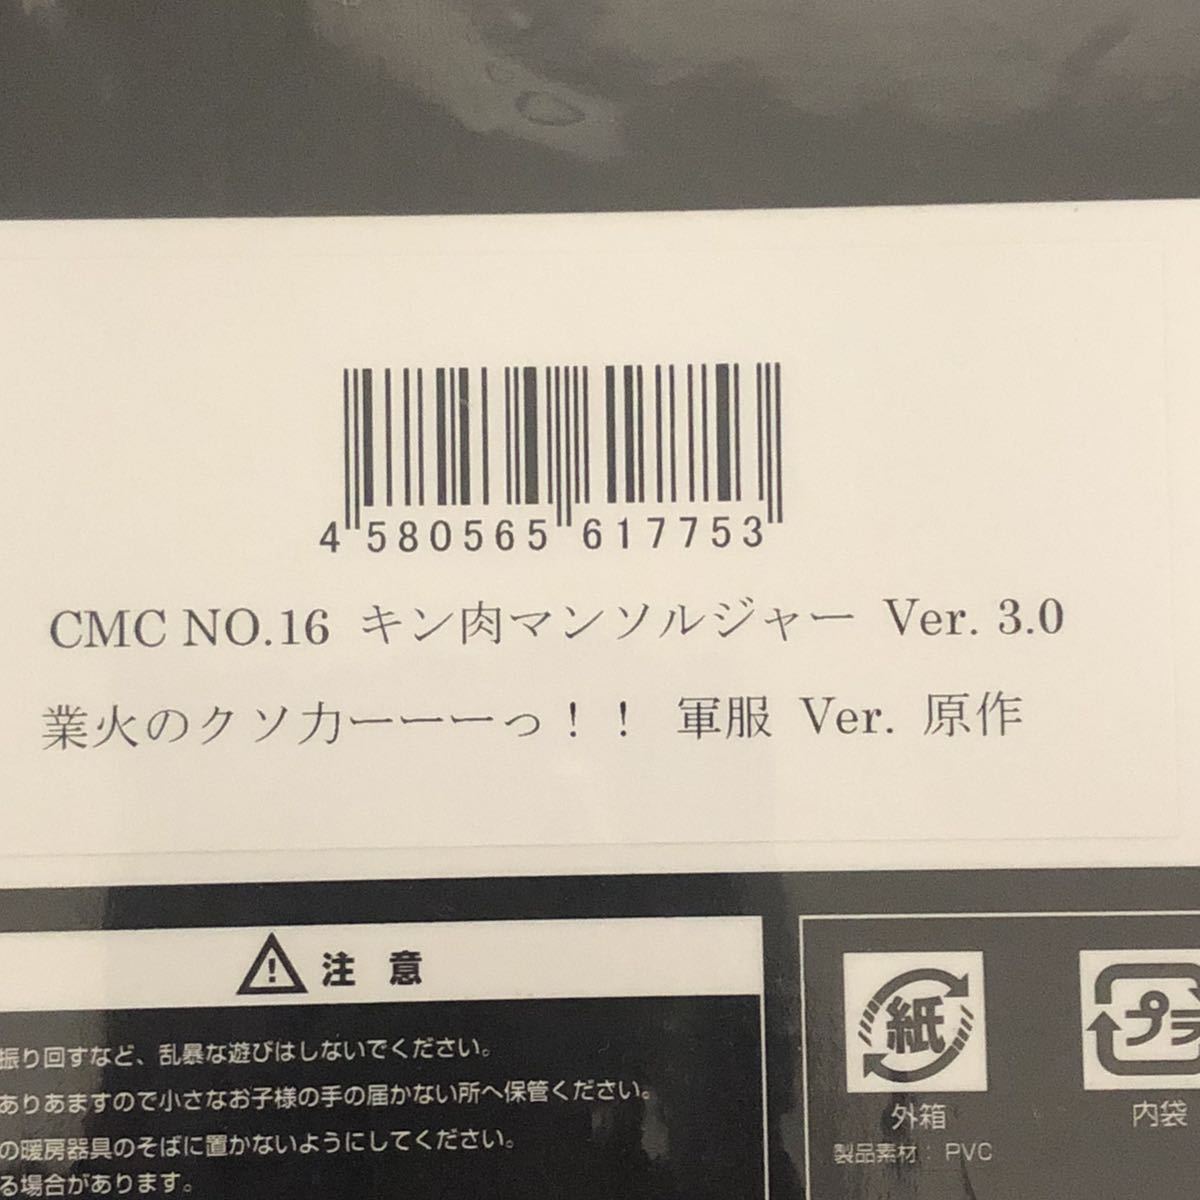 4 580565 617753
CMC NO.16 キン肉マンソルジャー Ver. 3.0
業火のクソ力ーーーっ！！ 軍服 Ver. 原作
注 意
振り回すなど、乱暴な遊びはしないでください。
ありあますので小さなお子様の手の届かない所へ保管ください。
の暖房器具のそばに置かないようにしてください。
る場合があります。
紙
外箱
プラ
内袋
製品素材： PVC